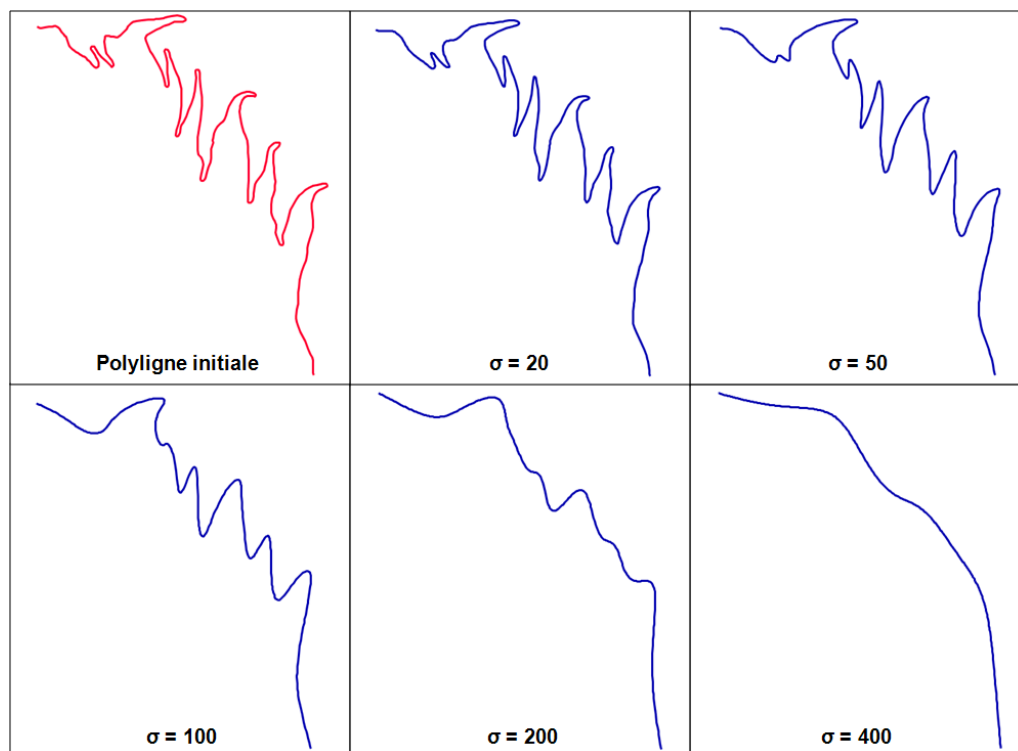 Polyligne initiale
σ = 20
σ = 50
σ = 100
σ = 200
σ = 400